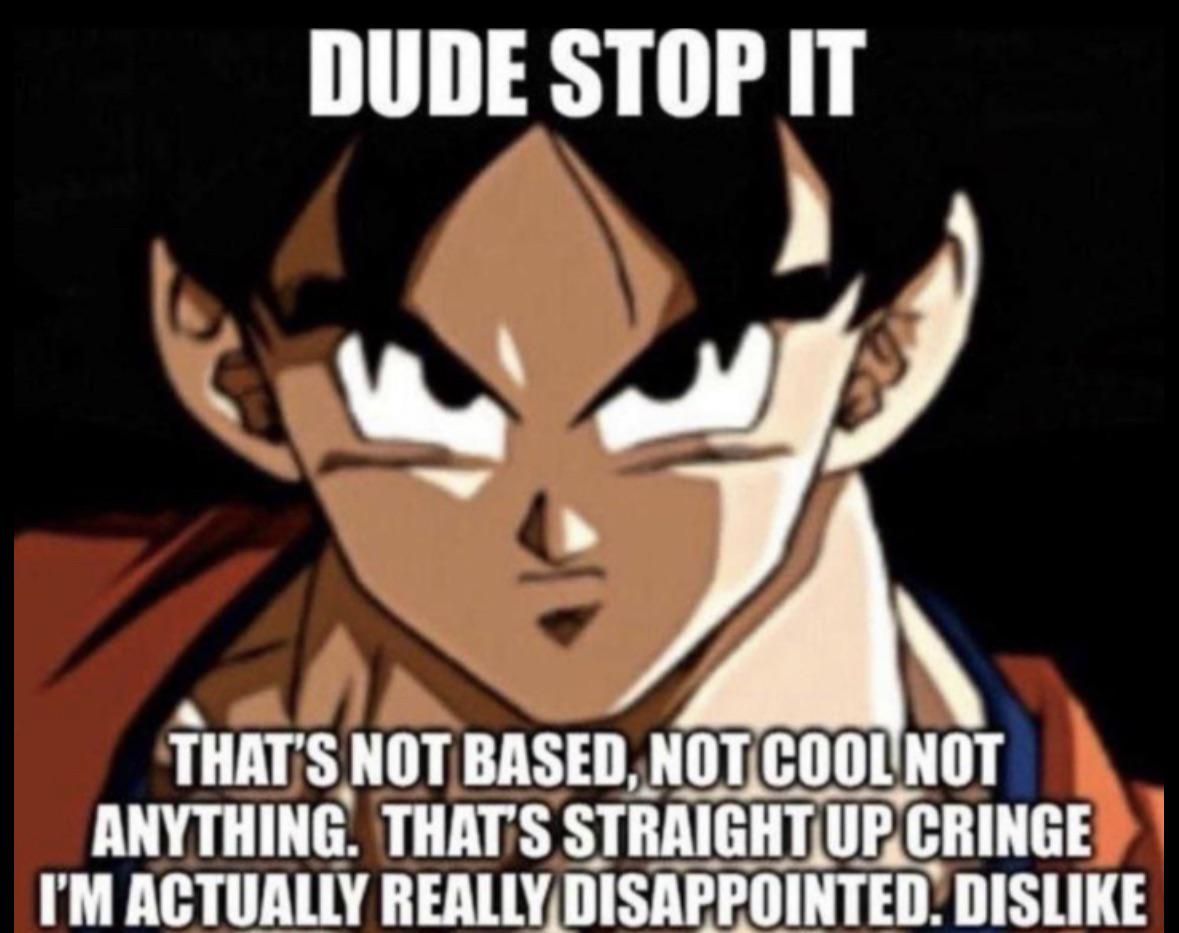 DUDE STOP IT
THAT'S NOT BASED, NOT COOL NOT
ANYTHING. THAT'S STRAIGHT UP CRINGE
I'M ACTUALLY REALLY DISAPPOINTED. DISLIKE